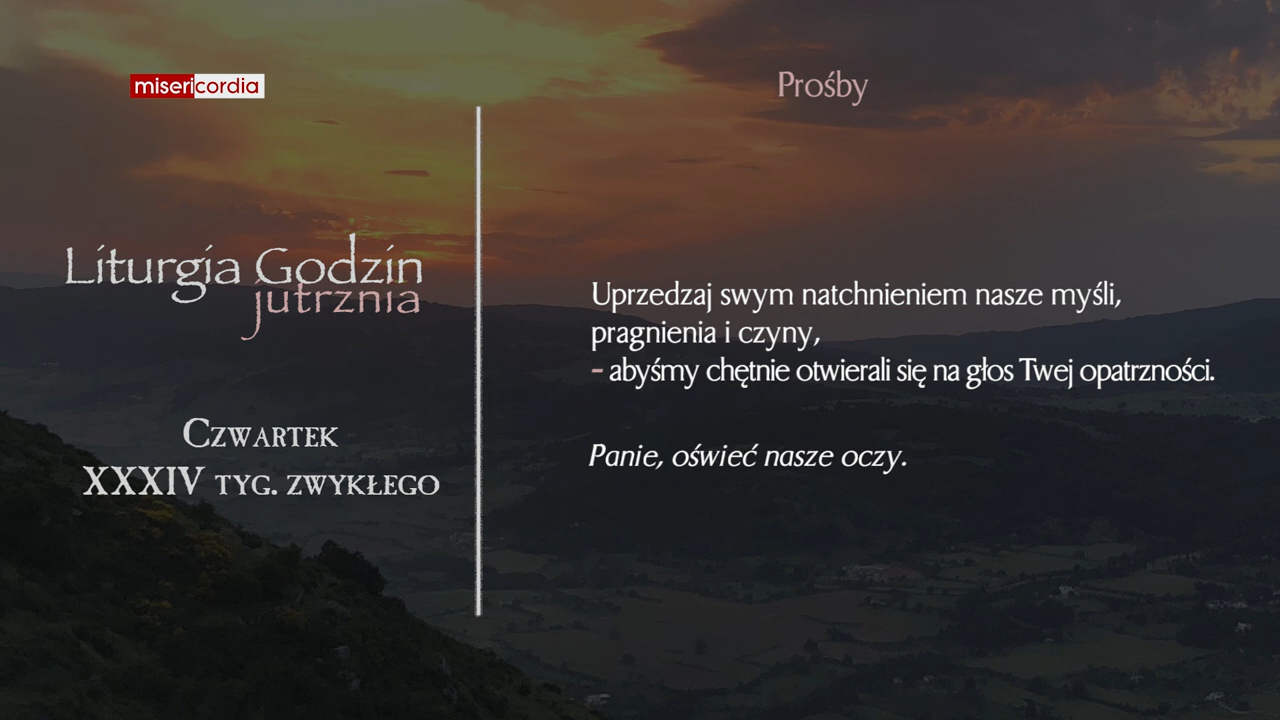 misericordia
Liturgia Godzin
jutrznia
Czwartek
XXXIV tyg. zwykłego
Prośby
Uprzedzaj swym natchnieniem nasze myśli,
pragnienia i czyny,
- abyśmy chętnie otwierali się na głos Twej opatrzności.
Panie, oświeć nasze oczy.